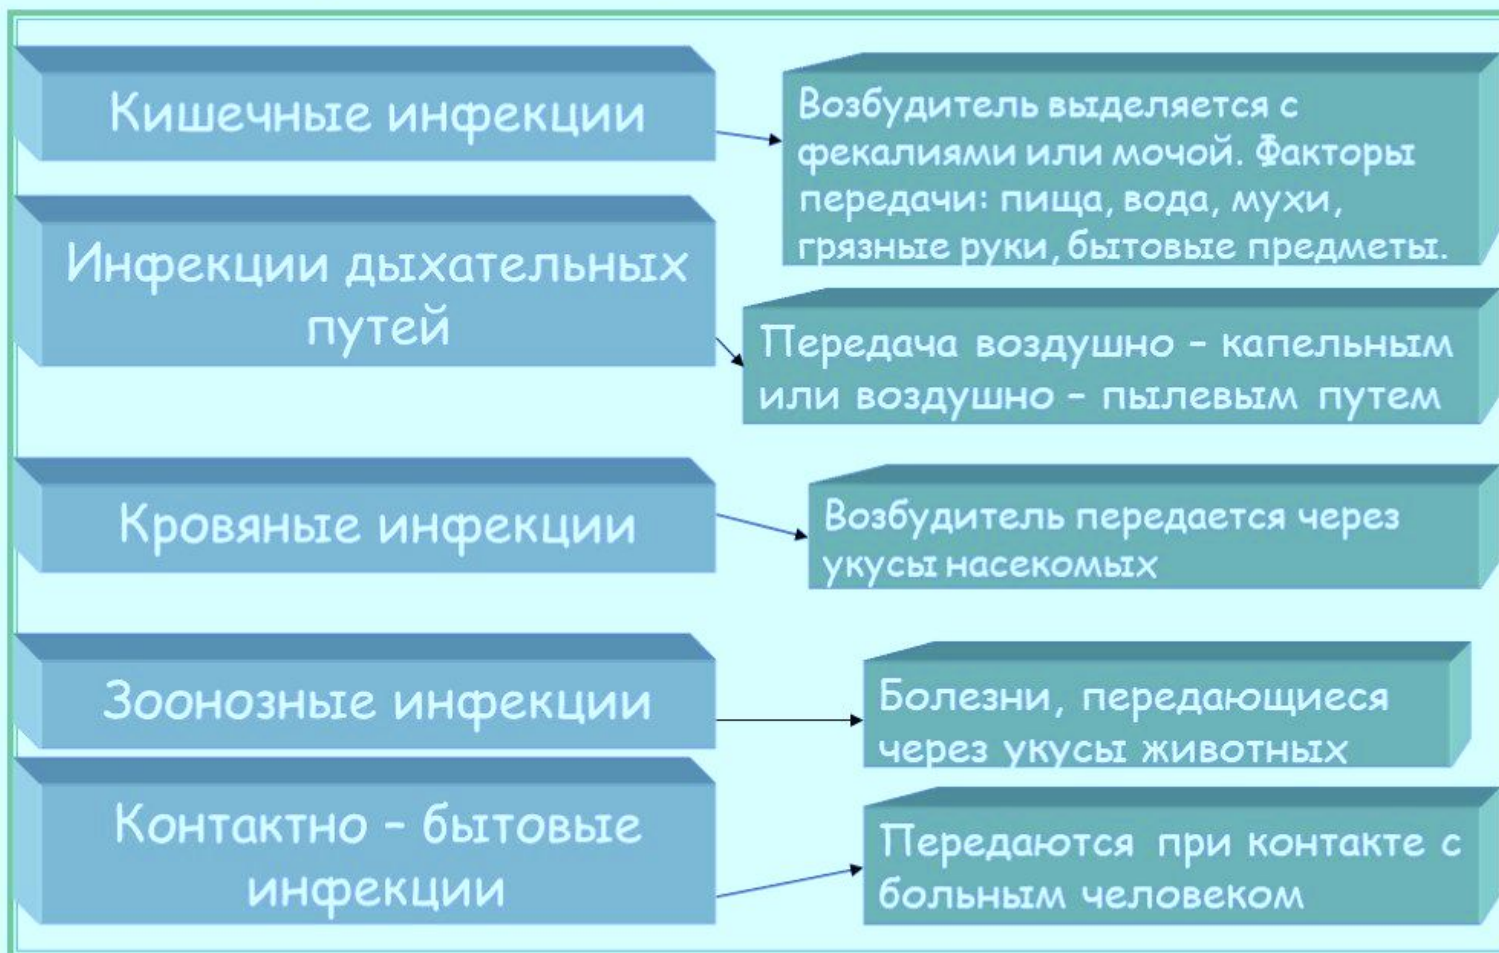 Кишечные инфекции
Возбудитель выделяется с
фекалиями или мочой. Факторы
передачи: пища, вода, мухи,
грязные руки, бытовые предметы.
Инфекции дыхательных
путей
Передача воздушно – капельным
или воздушно – пылевым путем
Кровяные инфекции
Возбудитель передается через
укусы насекомых
Зоонозные инфекции
Болезни, передающиеся
через укусы животных
Контактно – бытовые
инфекции
Передаются при контакте с
больным человеком